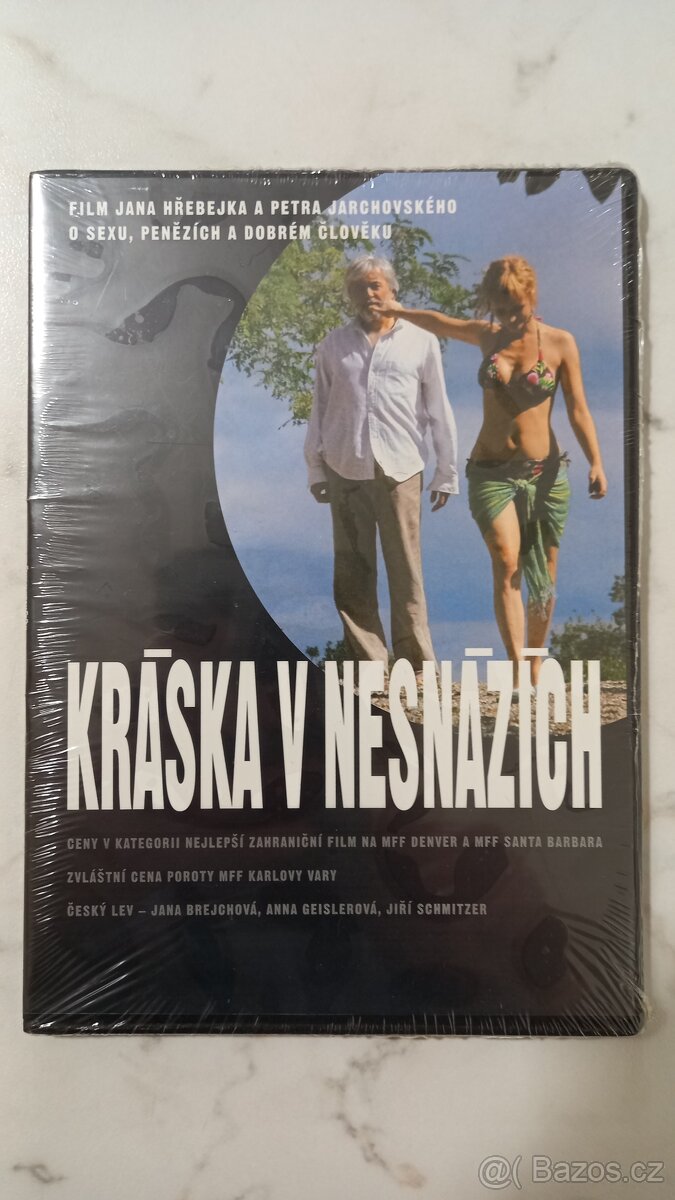 FILM JANA HŘEBEJKA A PETRA JARCHOVSKÉHO
O SEXU, PENĚZÍCH A DOBRÉM ČLOVĚKU
KRÁSKA V NESNÁZÍCH
CENY V KATEGORII NEJLEPŠÍ ZAHRANIČNÍ FILM NA MFF DENVER A MFF SANTA BARBARA
ZVLÁŠTNÍ CENA POROTY MFF KARLOVY VARY
ČESKÝ LEV – JANA BREJCHOVÁ, ANNA GEISLEROVÁ, JIŘÍ SCHMITZER
@( Bazos.cz